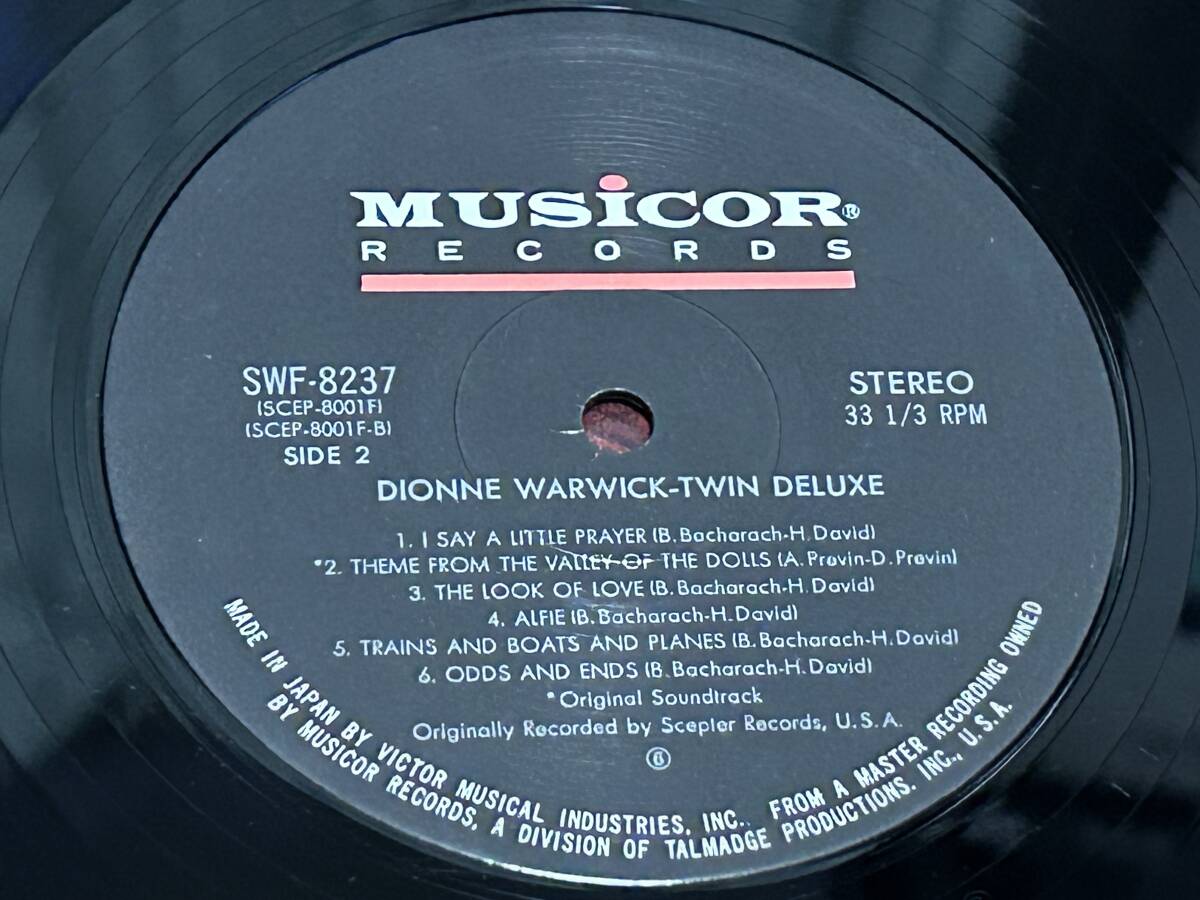 MUSiCOR®
RECORDS
SWF-8237
(SCEP-8001F)
(SCEP-8001F-B)
SIDE 2
STEREO
33 1/3 RPM
DIONNE WARWICK-TWIN DELUXE
1. I SAY A LITTLE PRAYER (B. Bacharach-H. David)
*2. THEME FROM THE VALLEY OF THE DOLLS (A. Previn-D. Previn)
3. THE LOOK OF LOVE (B. Bacharach-H. David)
4. ALFIE (B. Bacharach-H. David)
5. TRAINS AND BOATS AND PLANES (B. Bacharach-H. David)
6. ODDS AND ENDS (B. Bacharach-H. David)
*Original Soundtrack
Originally Recorded by Scepter Records, U.S.A.
MADE IN JAPAN BY VICTOR MUSICAL INDUSTRIES, INC., FROM A MASTER RECORDING OWNED
BY MUSICOR RECORDS, A DIVISION OF TALMADGE PRODUCTIONS, INC., U.S.A.